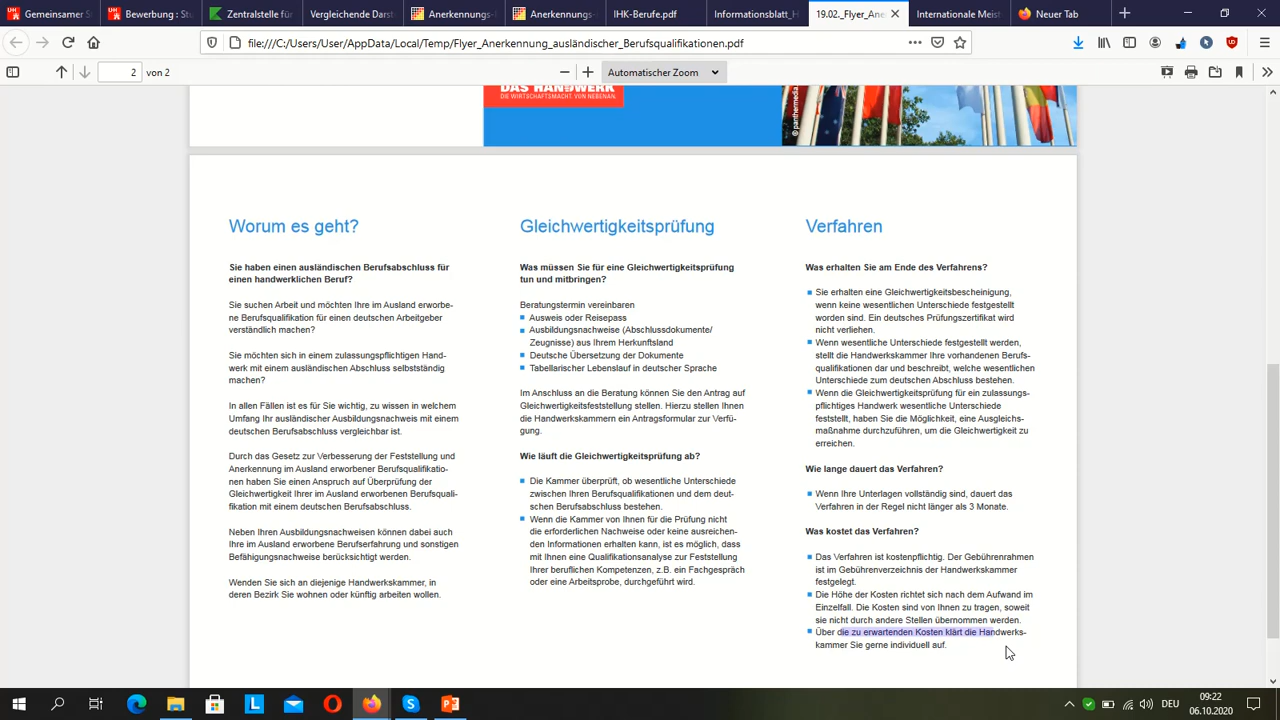 Gemeinsamer S
Bewerbung : Stu
Zentralstelle für
Vergleichende Darst
Anerkennungs-
Anerkennungs-
IHK-Berufe.pdf
Informationsblatt_H
19.02._Flyer_Ane
Internationale Meist
Neuer Tab
file:///C:/Users/User/AppData/Local/Temp/Flyer_Anerkennung_ausländischer_Berufsqualifikationen.pdf
2 von 2
Automatischer Zoom
DAS HANDWERK
DIE WIRTSCHAFTSMACHT VON NEBENAN.
© panthermedia.
Worum es geht?
Sie haben einen ausländischen Berufsabschluss für
einen handwerklichen Beruf?
Sie suchen Arbeit und möchten Ihre im Ausland erworbe-
ne Berufsqualifikation für einen deutschen Arbeitgeber
verständlich machen?
Sie möchten sich in einem zulassungspflichtigen Hand-
werk mit einem ausländischen Abschluss selbstständig
machen?
In allen Fällen ist es für Sie wichtig, zu wissen in welchem
Umfang Ihr ausländischer Ausbildungsnachweis mit einem
deutschen Berufsabschluss vergleichbar ist.
Durch das Gesetz zur Verbesserung der Feststellung und
Anerkennung im Ausland erworbener Berufsqualifikatio-
nen haben Sie einen Anspruch auf Überprüfung der
Gleichwertigkeit Ihrer im Ausland erworbenen Berufsquali-
fikation mit einem deutschen Berufsabschluss.
Neben Ihren Ausbildungsnachweisen können dabei auch
Ihre im Ausland erworbene Berufserfahrung und sonstigen
Befähigungsnachweise berücksichtigt werden.
Wenden Sie sich an diejenige Handwerkskammer, in
deren Bezirk Sie wohnen oder künftig arbeiten wollen.
Gleichwertigkeitsprüfung
Was müssen Sie für eine Gleichwertigkeitsprüfung
tun und mitbringen?
Beratungstermin vereinbaren
Ausweis oder Reisepass
Ausbildungsnachweise (Abschlussdokumente/
Zeugnisse) aus Ihrem Herkunftsland
Deutsche Übersetzung der Dokumente
Tabellarischer Lebenslauf in deutscher Sprache
Im Anschluss an die Beratung können Sie den Antrag auf
Gleichwertigkeitsfeststellung stellen. Hierzu stellen Ihnen
die Handwerkskammern ein Antragsformular zur Verfü-
gung.
Wie läuft die Gleichwertigkeitsprüfung ab?
Die Kammer überprüft, ob wesentliche Unterschiede
zwischen Ihren Berufsqualifikationen und dem deut-
schen Berufsabschluss bestehen.
Wenn die Kammer von Ihnen für die Prüfung nicht
die erforderlichen Nachweise oder keine ausreichen-
den Informationen erhalten kann, ist es möglich, dass
mit Ihnen eine Qualifikationsanalyse zur Feststellung
Ihrer beruflichen Kompetenzen, z.B. ein Fachgespräch
oder eine Arbeitsprobe, durchgeführt wird.
Verfahren
Was erhalten Sie am Ende des Verfahrens?
Sie erhalten eine Gleichwertigkeitsbescheinigung,
wenn keine wesentlichen Unterschiede festgestellt
worden sind. Ein deutsches Prüfungszertifikat wird
nicht verliehen.
Wenn wesentliche Unterschiede festgestellt werden,
stellt die Handwerkskammer Ihre vorhandenen Berufs-
qualifikationen dar und beschreibt, welche wesentlichen
Unterschiede zum deutschen Abschluss bestehen.
Wenn die Gleichwertigkeitsprüfung für ein zulassungs-
pflichtiges Handwerk wesentliche Unterschiede
feststellt, haben Sie die Möglichkeit, eine Ausgleichs-
maßnahme durchzuführen, um die Gleichwertigkeit zu
erreichen.
Wie lange dauert das Verfahren?
Wenn Ihre Unterlagen vollständig sind, dauert das
Verfahren in der Regel nicht länger als 3 Monate.
Was kostet das Verfahren?
Das Verfahren ist kostenpflichtig. Der Gebührenrahmen
ist im Gebührenverzeichnis der Handwerkskammer
festgelegt.
Die Höhe der Kosten richtet sich nach dem Aufwand im
Einzelfall. Die Kosten sind von Ihnen zu tragen, soweit
sie nicht durch andere Stellen übernommen werden.
Über die zu erwartenden Kosten klärt die Handwerks-
kammer Sie gerne individuell auf.
DEU
09:22
06.10.2020